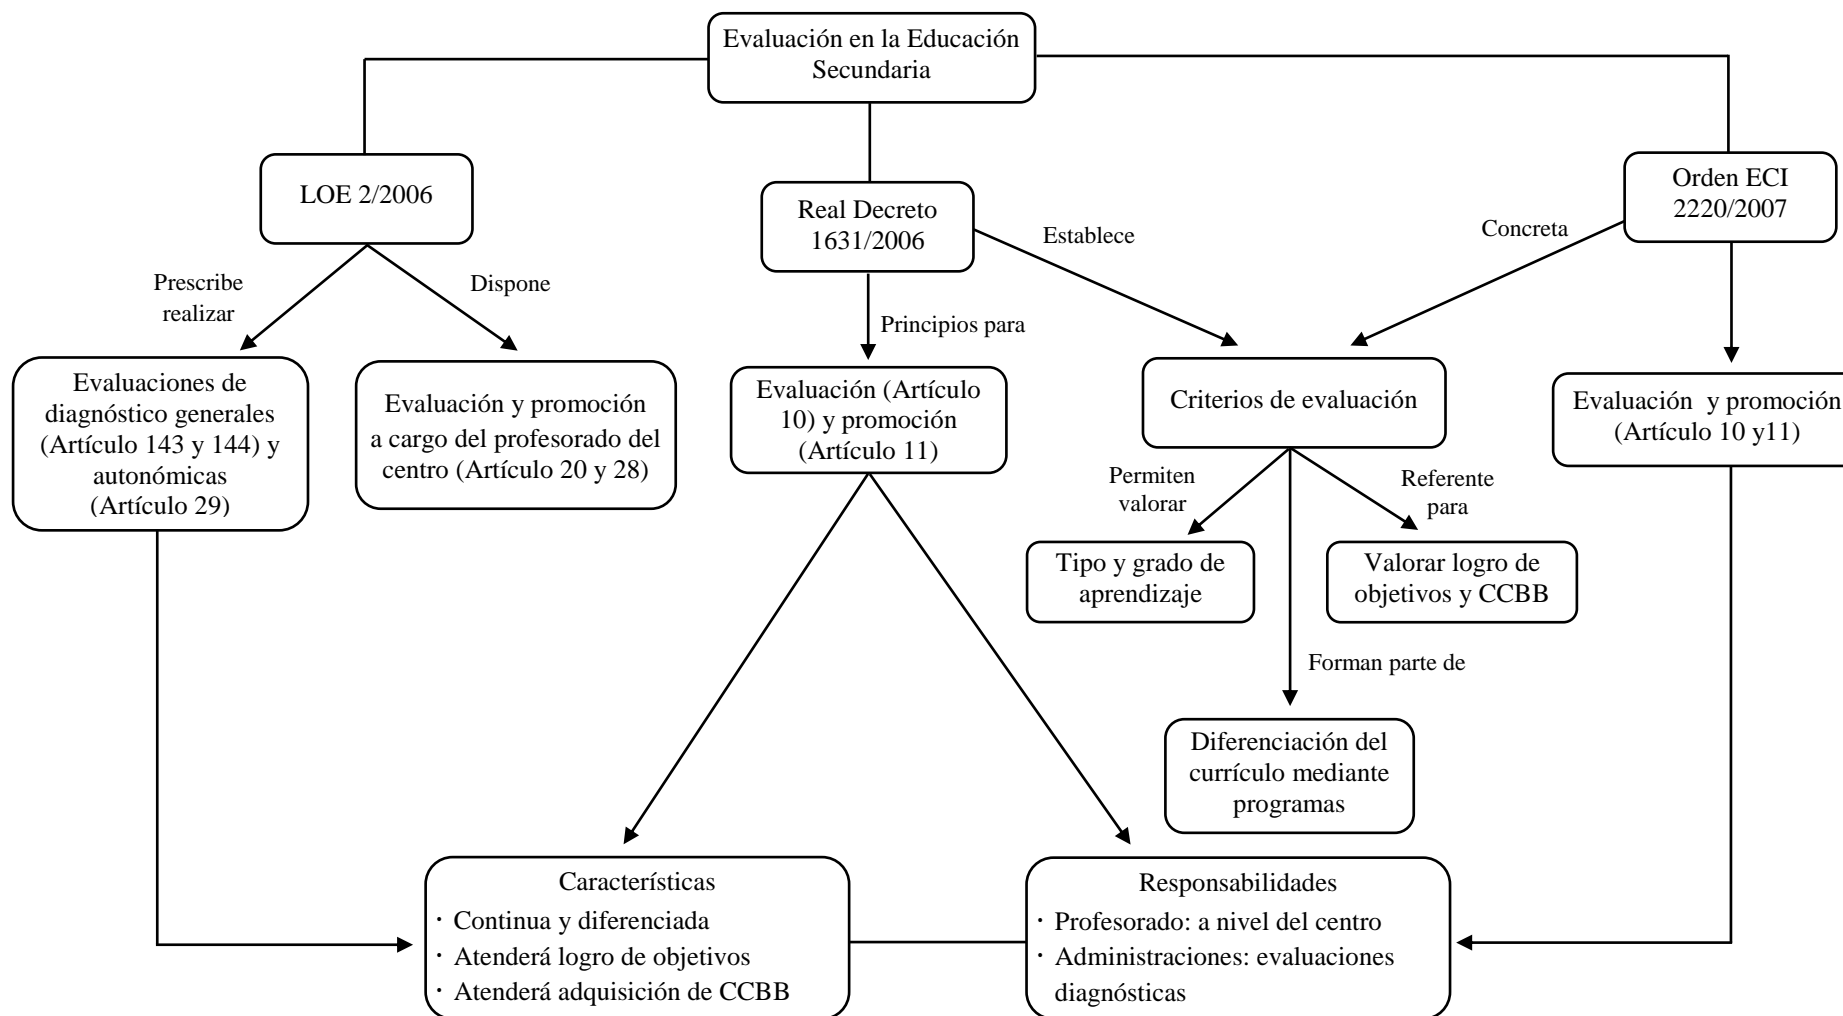 Evaluación en la Educación
Secundaria
LOE 2/2006
Real Decreto
1631/2006
Orden ECI
2220/2007
Prescribe
realizar
Dispone
Establece
Concreta
Principios para
Evaluaciones de
diagnóstico generales
(Artículo 143 y 144) y
autonómicas
(Artículo 29)
Evaluación y promoción
a cargo del profesorado del
centro (Artículo 20 y 28)
Evaluación (Artículo
10) y promoción
(Artículo 11)
Criterios de evaluación
Evaluación y promoción
(Artículo 10 y11)
Permiten
valorar
Referente
para
Tipo y grado de
aprendizaje
Valorar logro de
objetivos y CCBB
Forman parte de
Diferenciación del
currículo mediante
programas
Características
· Continua y diferenciada
· Atenderá logro de objetivos
· Atenderá adquisición de CCBB
Responsabilidades
· Profesorado: a nivel del centro
· Administraciones: evaluaciones
diagnósticas